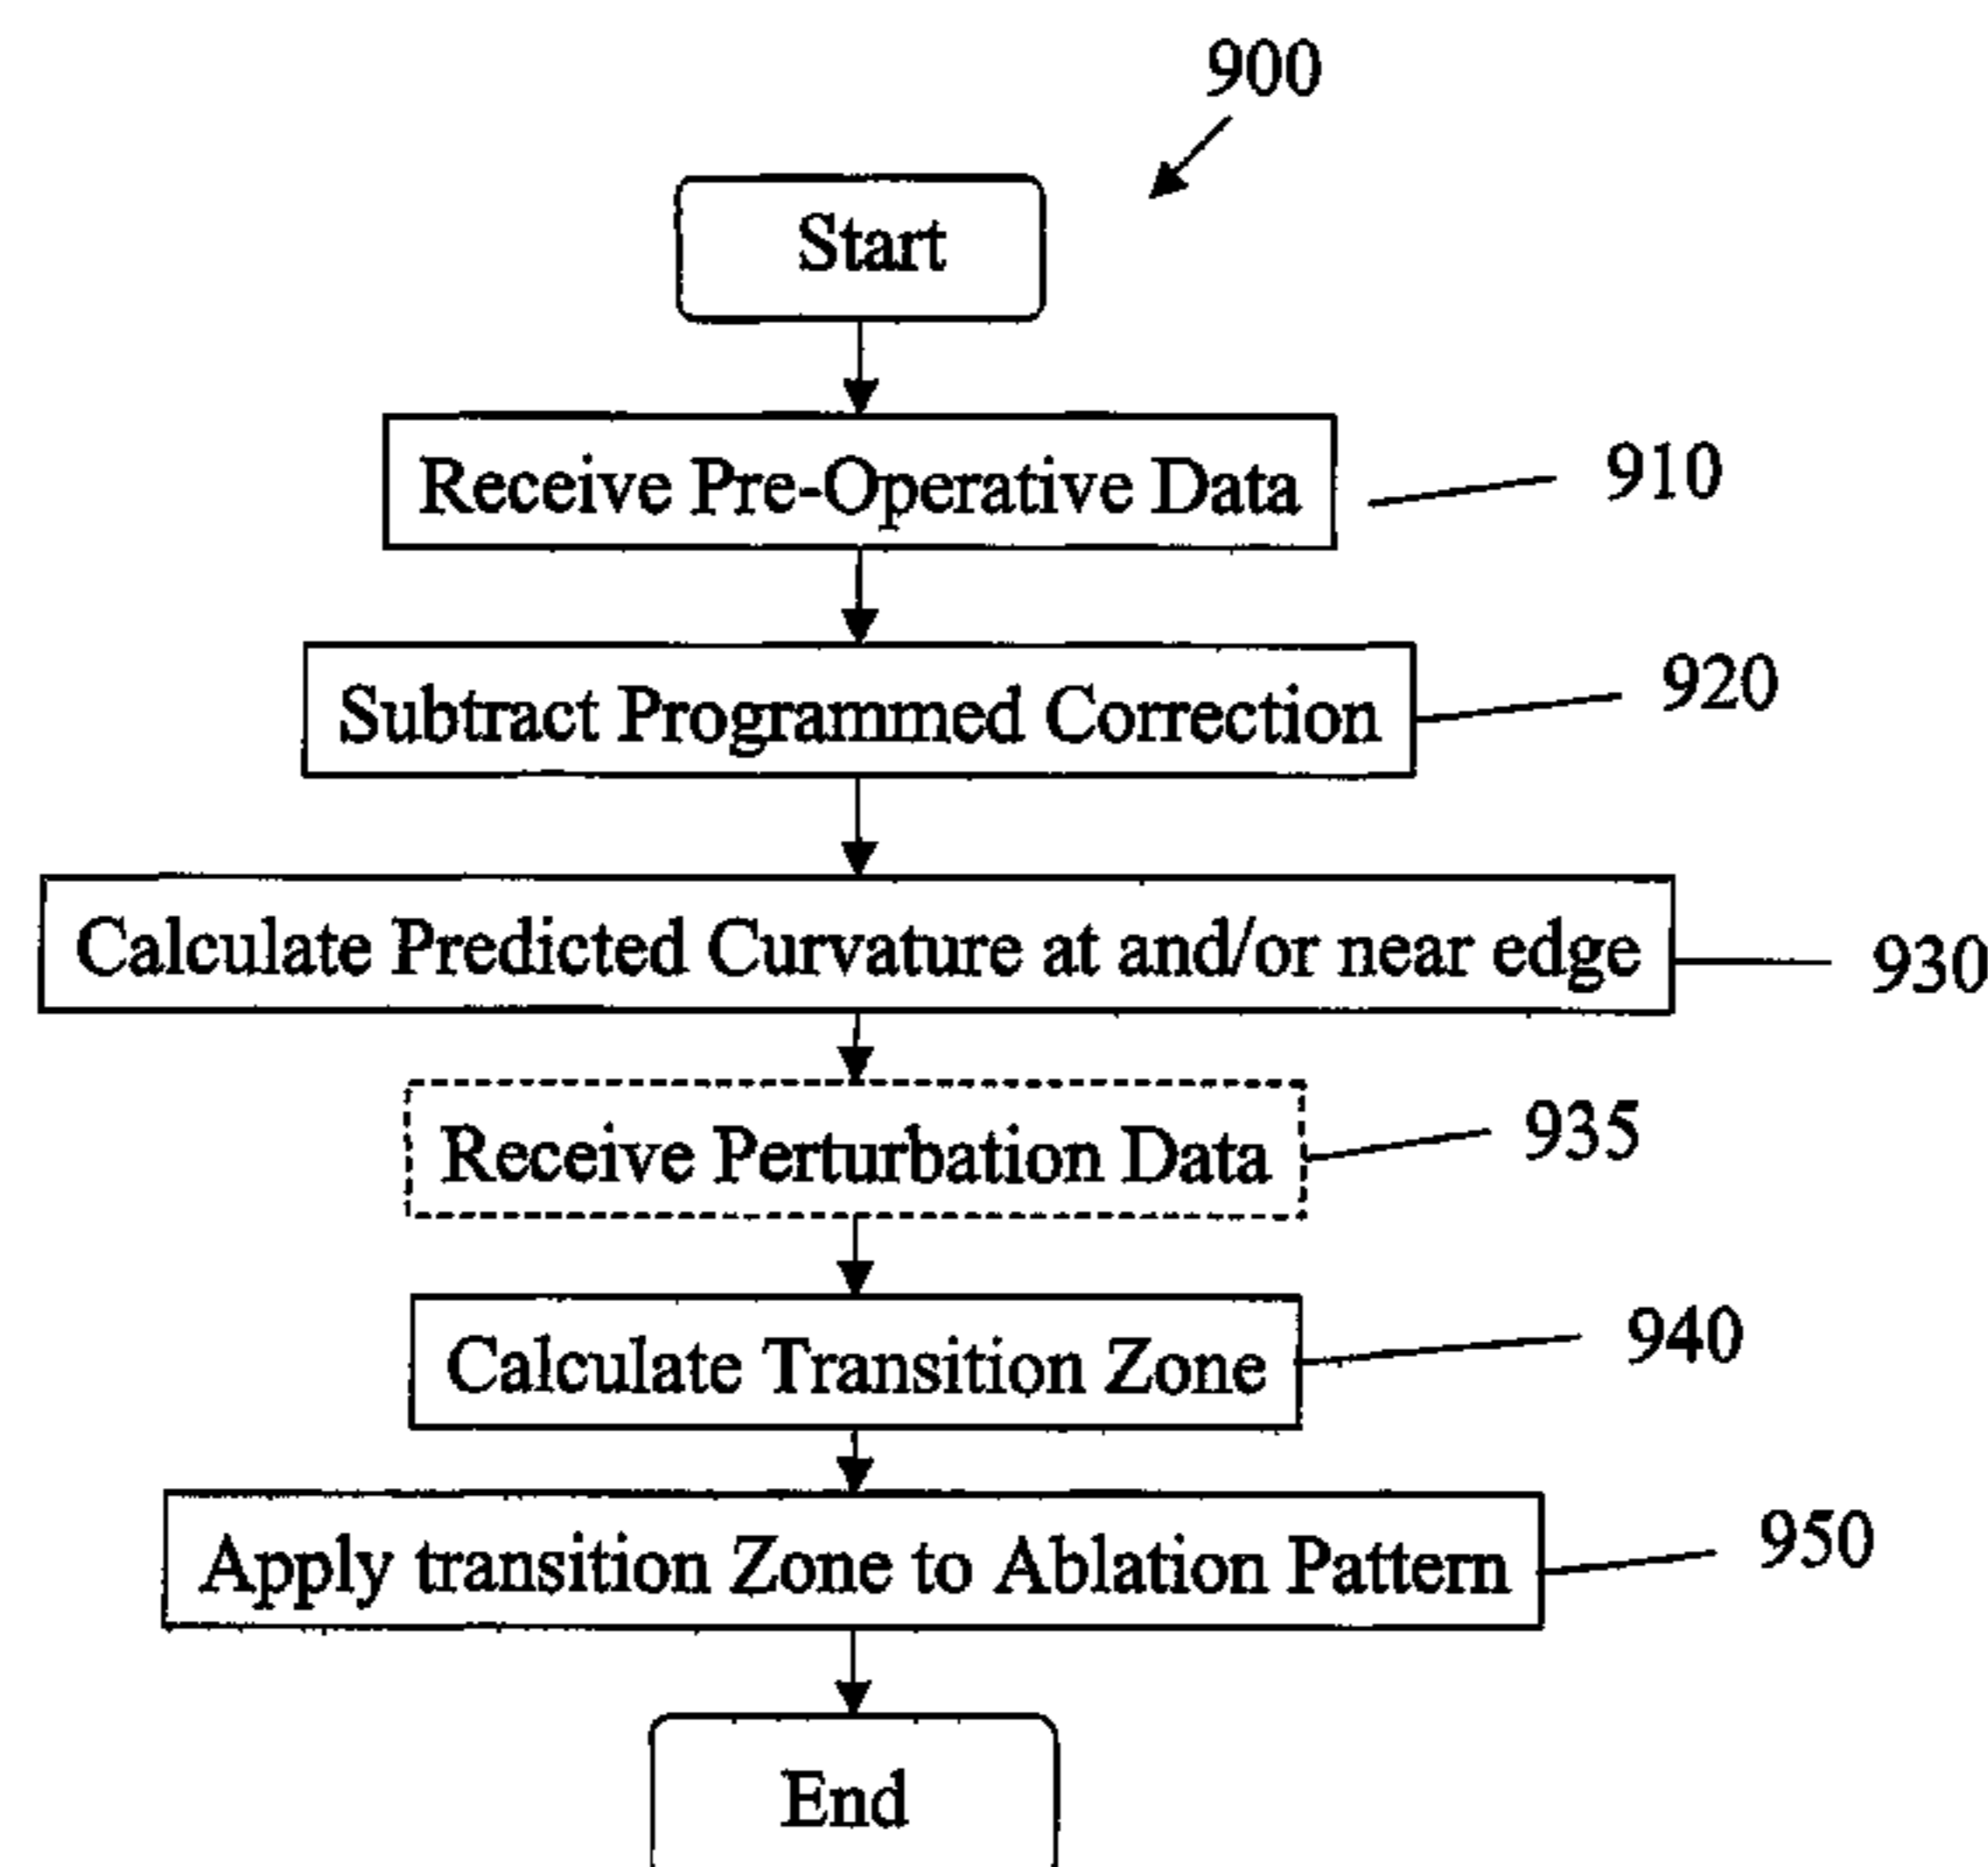 900
Start
Receive Pre-Operative Data
910
Subtract Programmed Correction
920
Calculate Predicted Curvature at and/or near edge
930
Receive Perturbation Data
935
Calculate Transition Zone
940
Apply transition Zone to Ablation Pattern
950
End